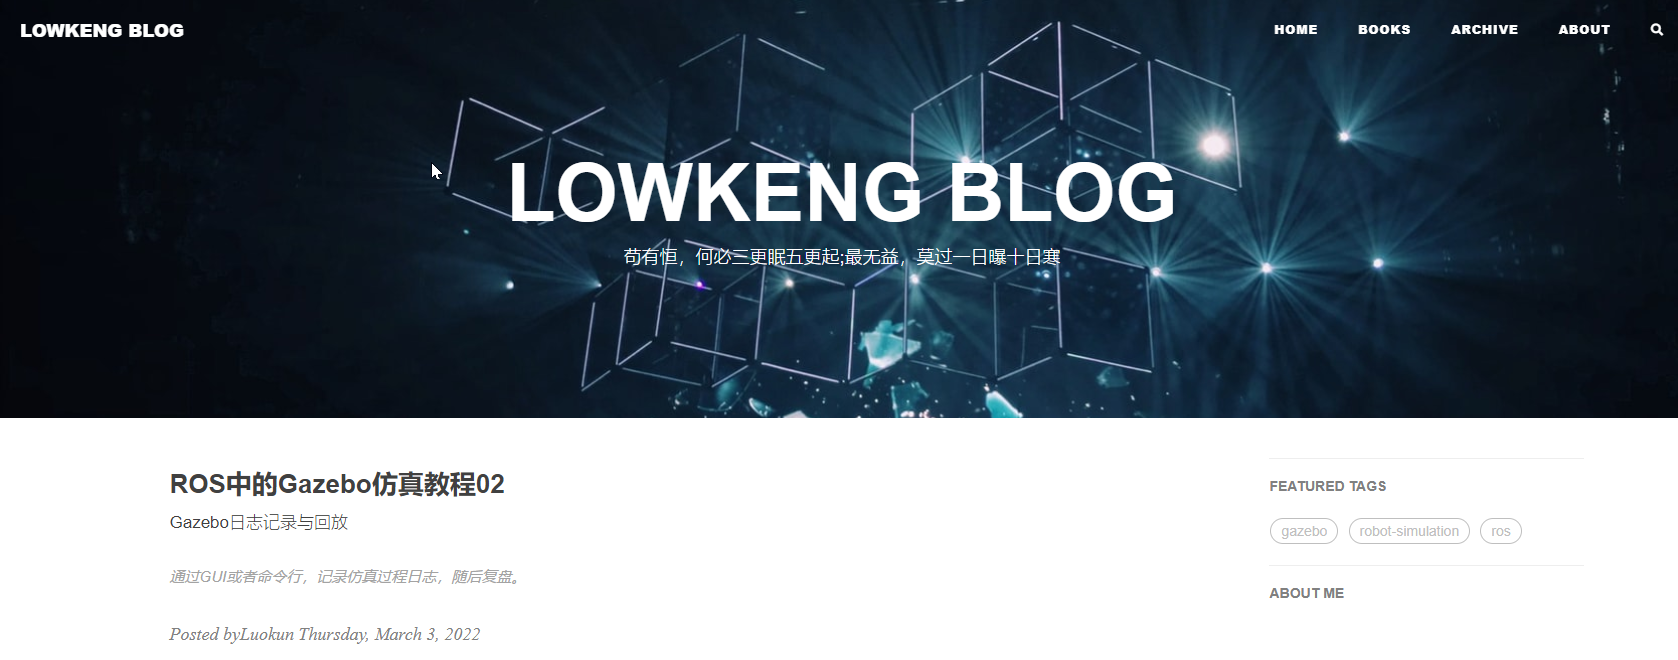 LOWKENG BLOG
HOME BOOKS ARCHIVE ABOUT
LOWKENG BLOG
苟有恒，何必三更眠五更起;最无益，莫过一日曝十日寒
ROS中的Gazebo仿真教程02
Gazebo日志记录与回放
通过GUI或者命令行，记录仿真过程日志，随后复盘。
Posted byLuokun Thursday, March 3, 2022
FEATURED TAGS
gazebo robot-simulation ros
ABOUT ME